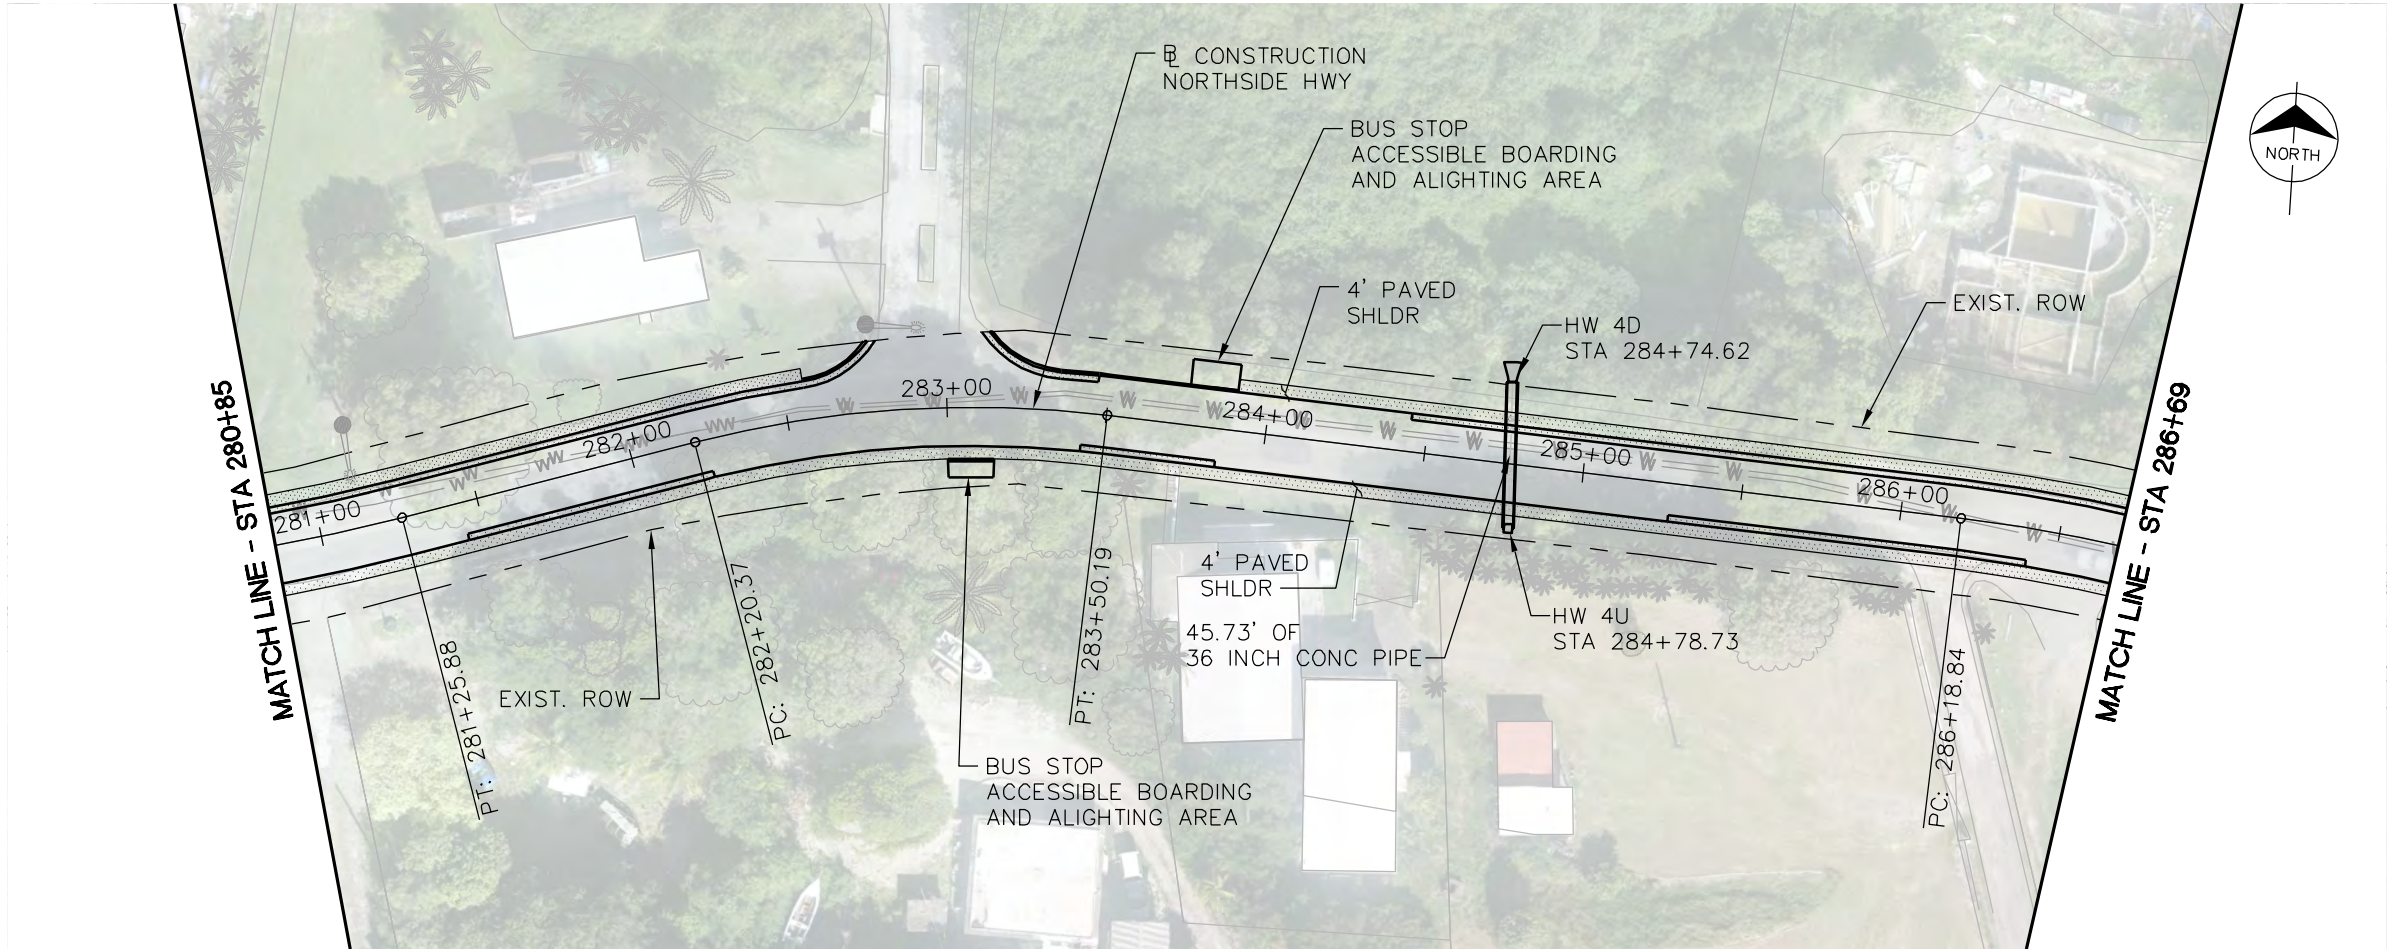 BL CONSTRUCTION
NORTHSIDE HWY
BUS STOP
ACCESSIBLE BOARDING
AND ALIGHTING AREA
NORTH
4' PAVED
SHLDR
EXIST. ROW
HW 4D
STA 284+74.62
MATCH LINE - STA 280+85
281+00
282+00
283+00
284+00
285+00
286+00
W W WW WW W W W W W W W W W W W W W
MATCH LINE - STA 286+69
PT: 281+25.88
PC: 282+20.37
PT: 283+50.19
PC: 286+18.84
4' PAVED
SHLDR
HW 4U
STA 284+78.73
45.73' OF
36 INCH CONC PIPE
EXIST. ROW
BUS STOP
ACCESSIBLE BOARDING
AND ALIGHTING AREA